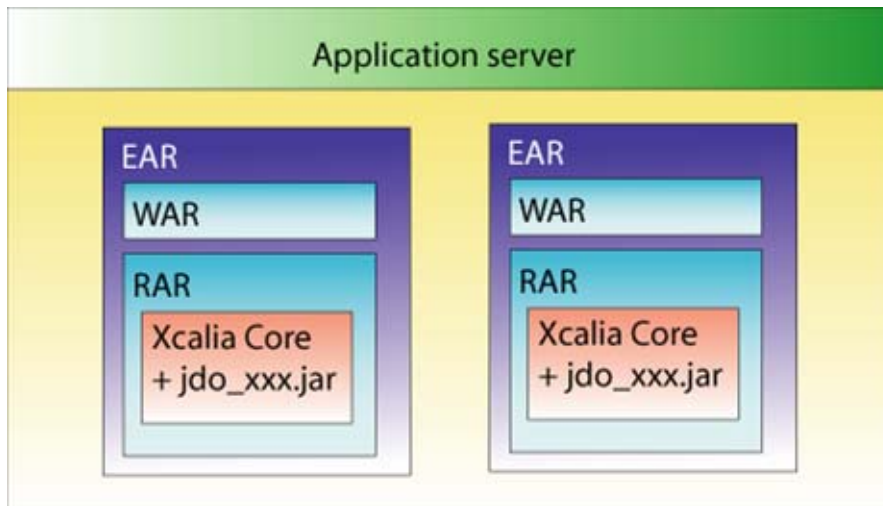 Application server
EAR
WAR
RAR
Xcalia Core
+ jdo_xxx.jar
EAR
WAR
RAR
Xcalia Core
+ jdo_xxx.jar